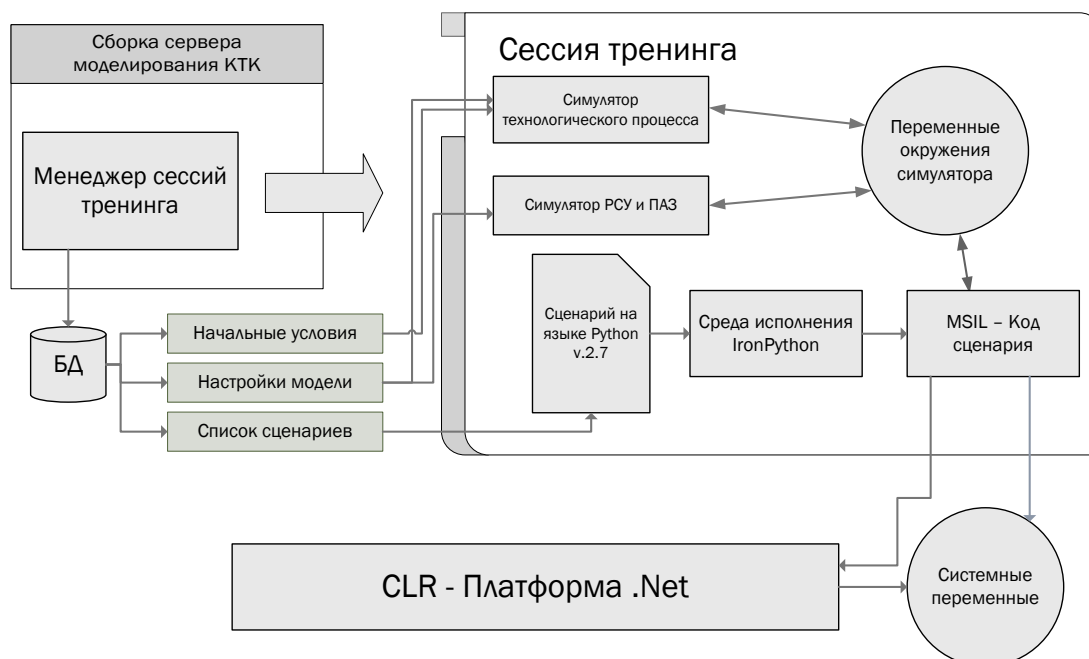 Сборка сервера
моделирования КТК
Менеджер сессий
тренинга
Сессия тренинга
Симулятор
технологического процесса
Переменные
окружения
симулятора
Симулятор РСУ и ПАЗ
Сценарий на
языке Python
v.2.7
Среда исполнения
IronPython
MSIL – Код
сценария
БД
Начальные условия
Настройки модели
Список сценариев
CLR - Платформа .Net
Системные
переменные